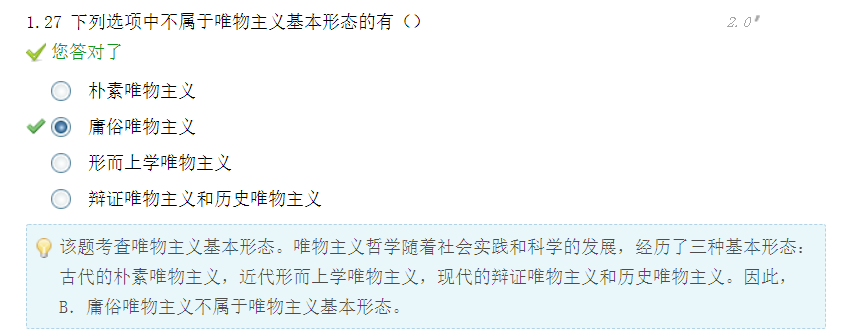 1.27 下列选项中不属于唯物主义基本形态的有（） 2.0
您答对了
朴素唯物主义
庸俗唯物主义
形而上学唯物主义
辩证唯物主义和历史唯物主义
该题考查唯物主义基本形态。唯物主义哲学随着社会实践和科学的发展，经历了三种基本形态：
古代的朴素唯物主义，近代形而上学唯物主义，现代的辩证唯物主义和历史唯物主义。因此，
B．庸俗唯物主义不属于唯物主义基本形态。